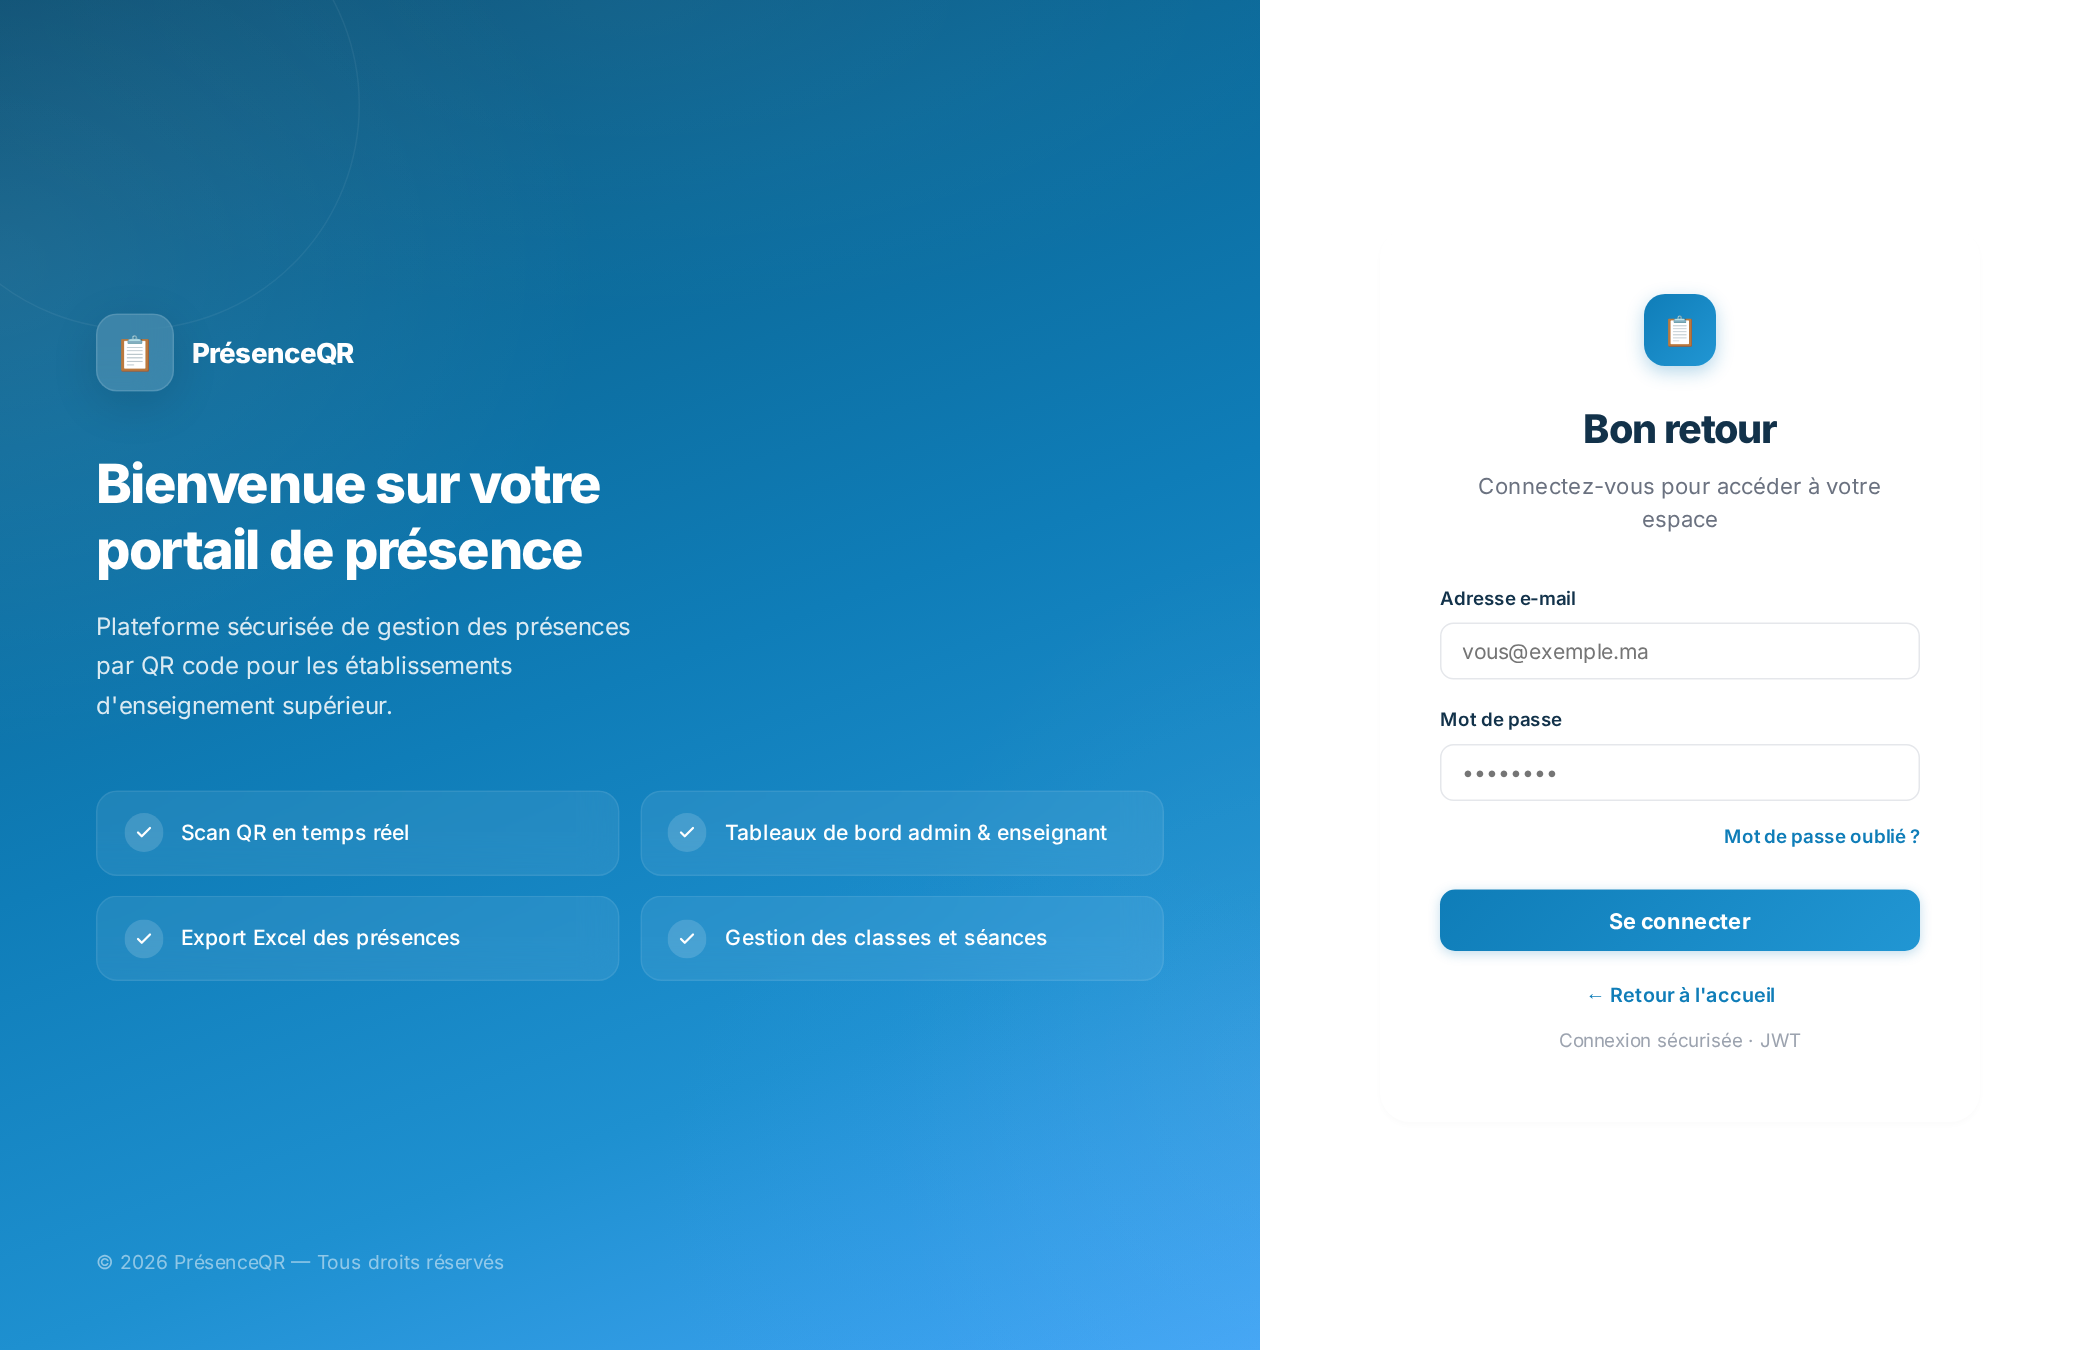 PrésenceQR
Bienvenue sur votre
portail de présence
Plateforme sécurisée de gestion des présences
par QR code pour les établissements
d'enseignement supérieur.
Scan QR en temps réel
Tableaux de bord admin & enseignant
Export Excel des présences
Gestion des classes et séances
© 2026 PrésenceQR — Tous droits réservés
Bon retour
Connectez-vous pour accéder à votre
espace
Adresse e-mail
vous@exemple.ma
Mot de passe
••••••••
Mot de passe oublié ?
Se connecter
← Retour à l'accueil
Connexion sécurisée · JWT